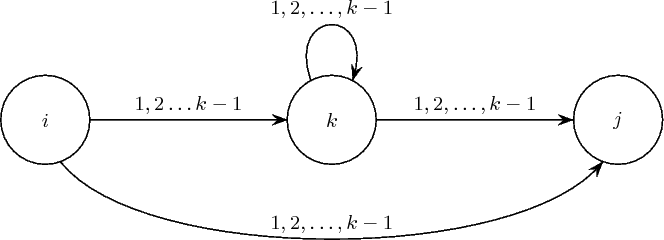 1, 2, . . . , k − 1
1, 2 . . . k − 1
1, 2, . . . , k − 1
i
k
j
1, 2, . . . , k − 1